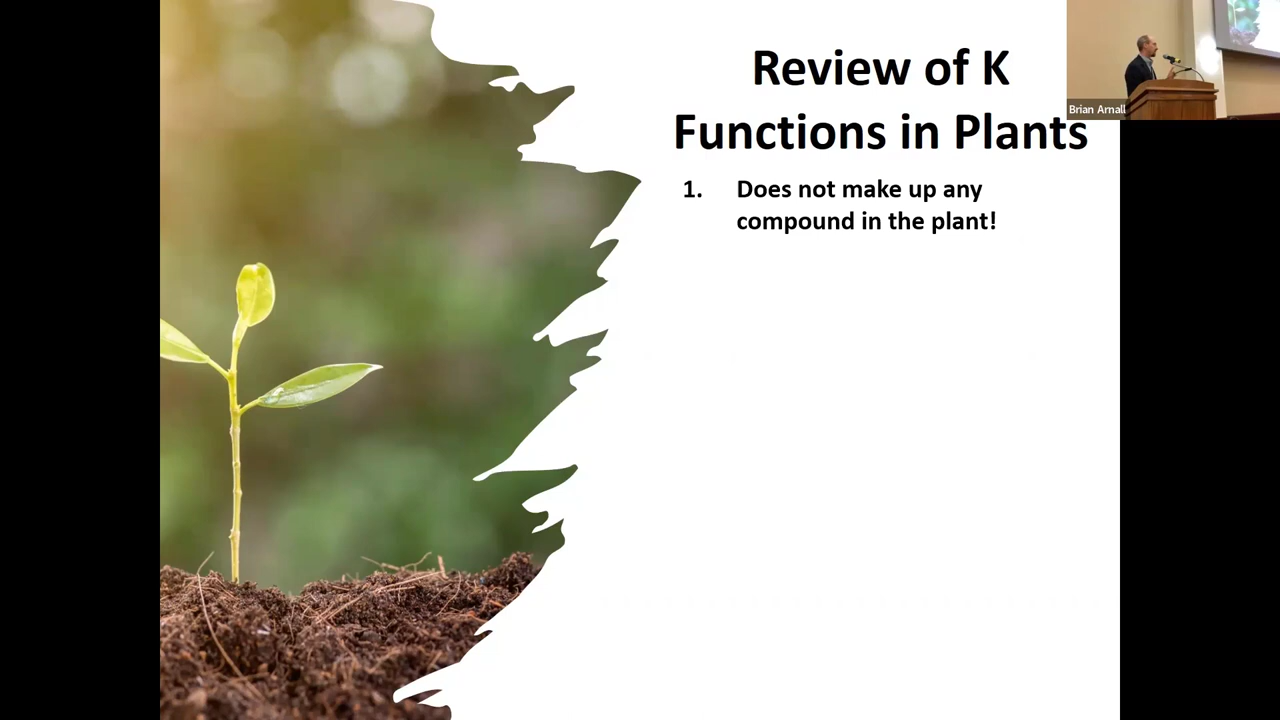 Review of K
Functions in Plants
Brian Arnall
1. Does not make up any
compound in the plant!